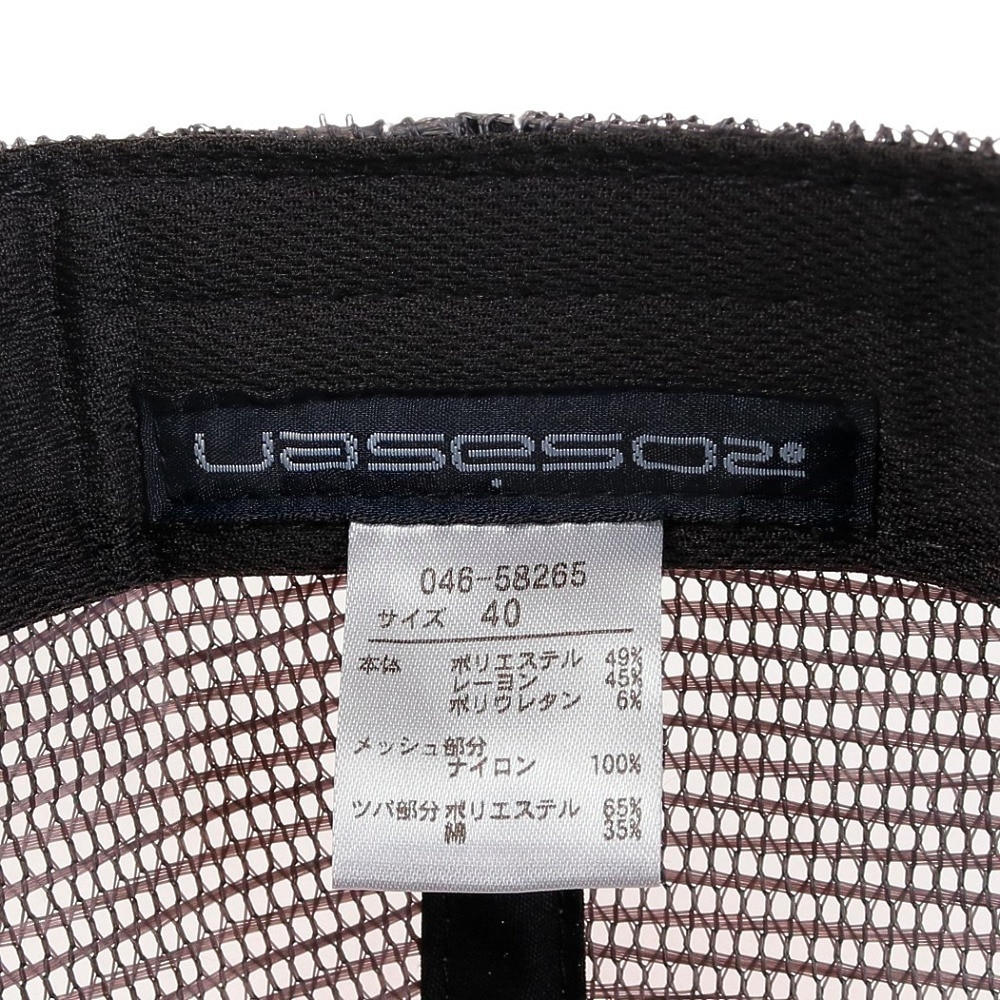 uaseso2
046-58265
サイズ 40
本体 ポリエステル 49%
レーヨン 45%
ポリウレタン 6%
メッシュ部分
ナイロン 100%
ツバ部分 ポリエステル 65%
綿 35%